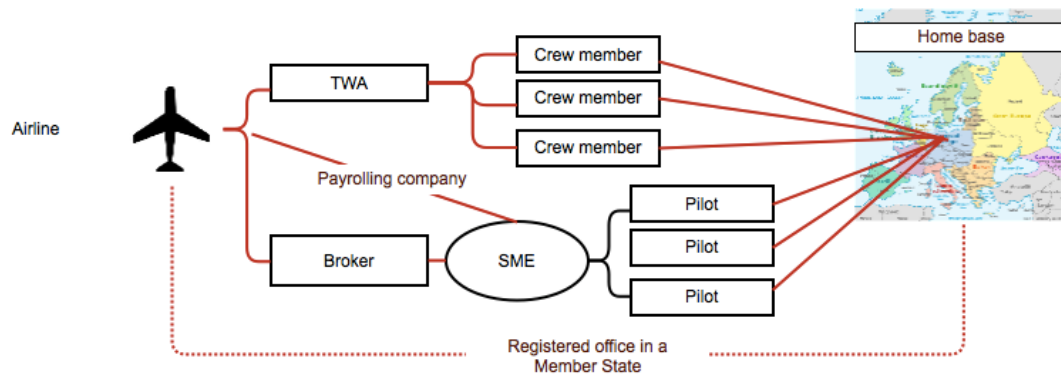 Home base
Crew member
TWA
Crew member
Airline
Crew member
Payrolling company
Pilot
Broker
SME
Pilot
Pilot
Registered office in a
Member State